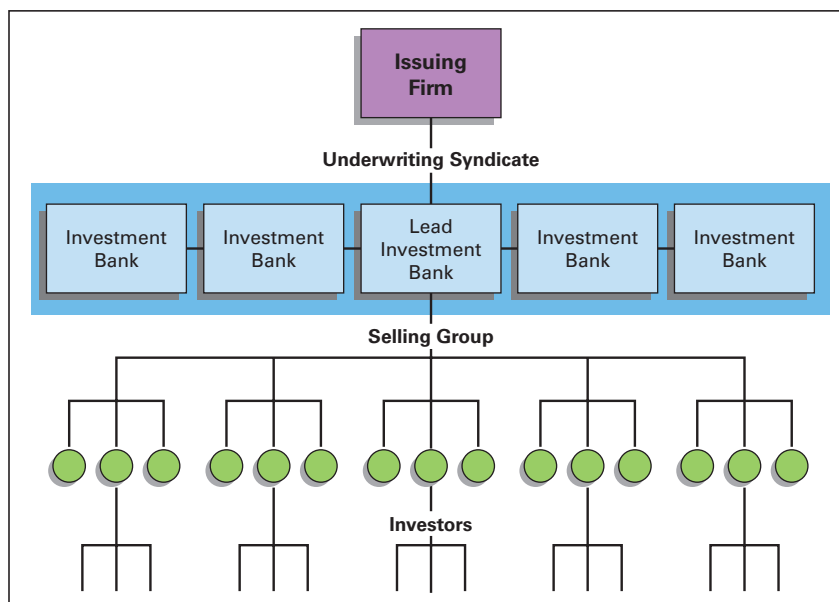 Issuing
Firm
Underwriting Syndicate
Investment
Bank
Investment
Bank
Lead
Investment
Bank
Investment
Bank
Investment
Bank
Selling Group
Investors